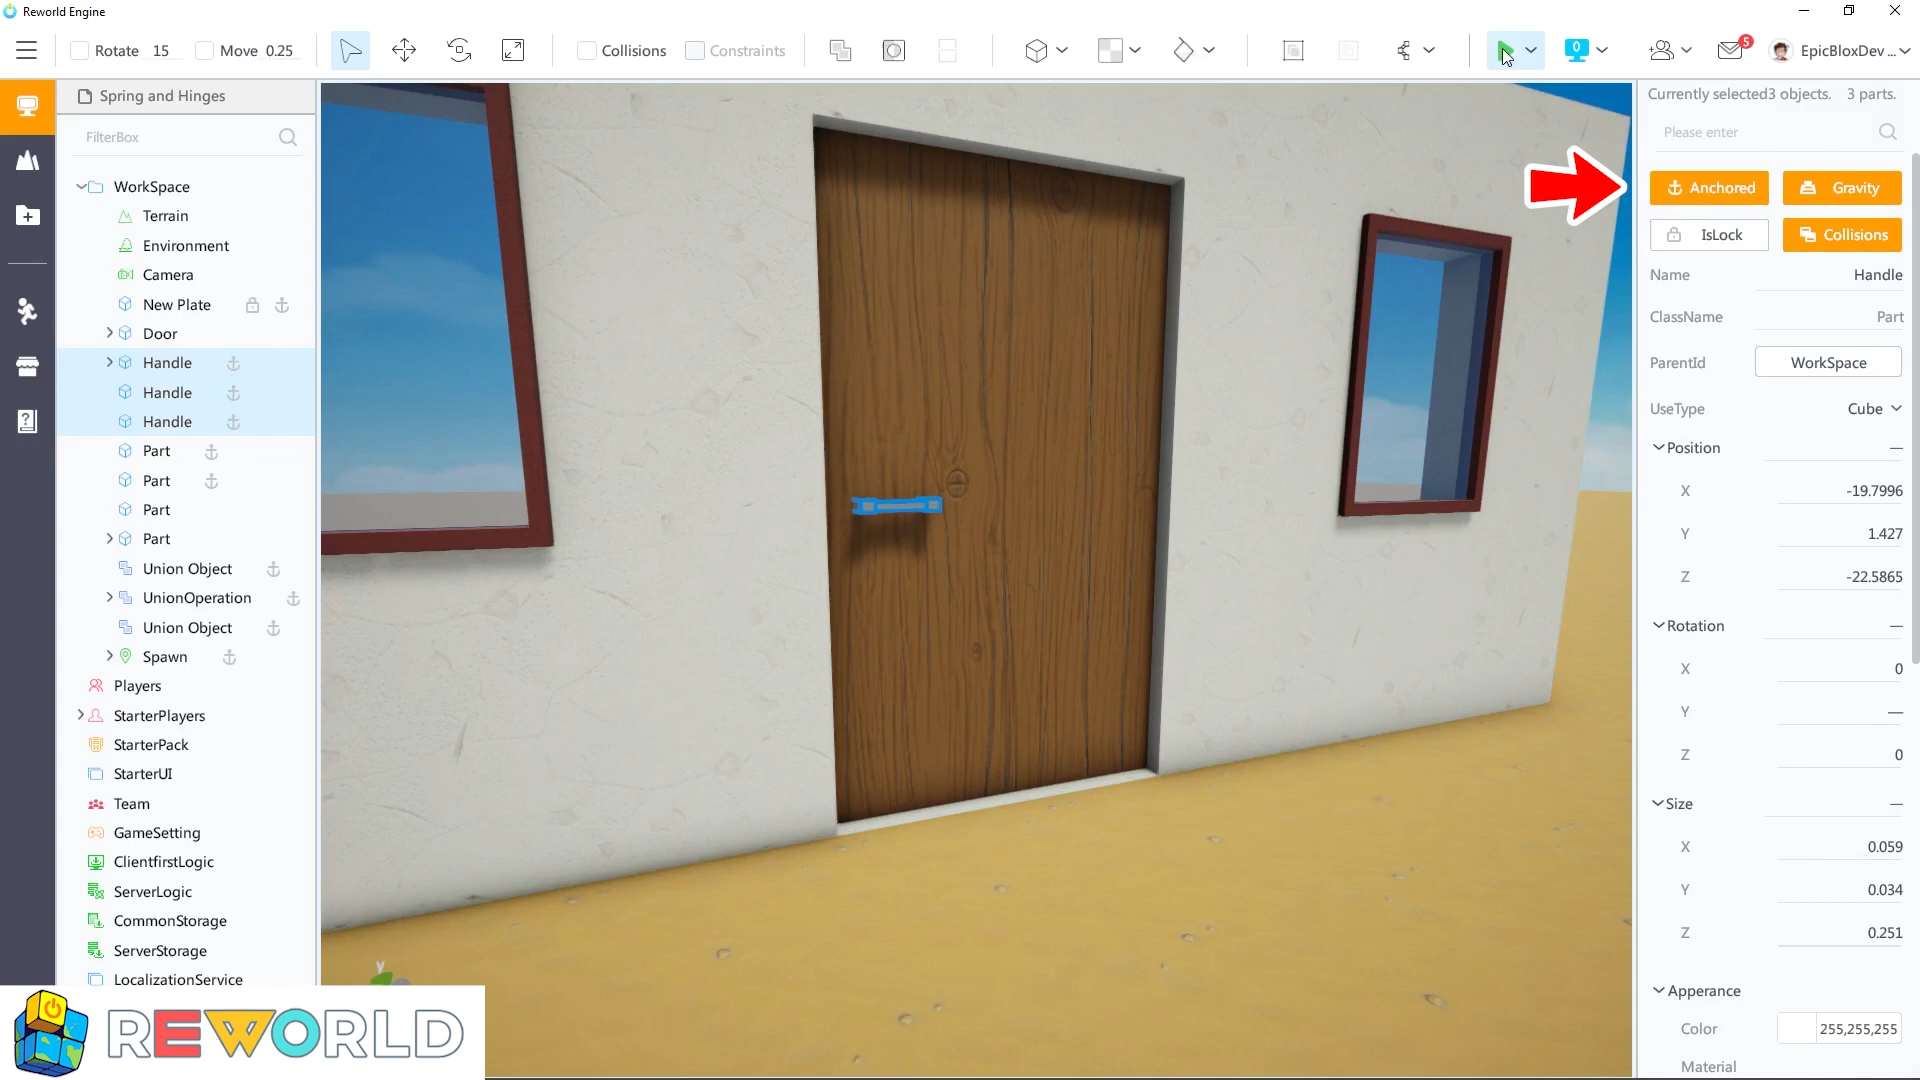 Reworld Engine
Rotate 15 Move 0.25 Collisions Constraints 0 5 EpicBloxDev ...
Spring and Hinges
FilterBox
WorkSpace
Terrain
Environment
Camera
New Plate
Door
Handle
Handle
Handle
Part
Part
Part
Part
Union Object
UnionOperation
Union Object
Spawn
Players
StarterPlayers
StarterPack
StarterUI
Team
GameSetting
ClientfirstLogic
ServerLogic
CommonStorage
ServerStorage
LocalizationService
REWORLD
y
Currently selected3 objects. 3 parts.
Please enter
Anchored Gravity
IsLock Collisions
Name Handle
ClassName Part
ParentId WorkSpace
UseType Cube
Position —
X -19.7996
Y 1.427
Z -22.5865
Rotation —
X 0
Y —
Z 0
Size —
X 0.059
Y 0.034
Z 0.251
Apperance
Color 255,255,255
Material